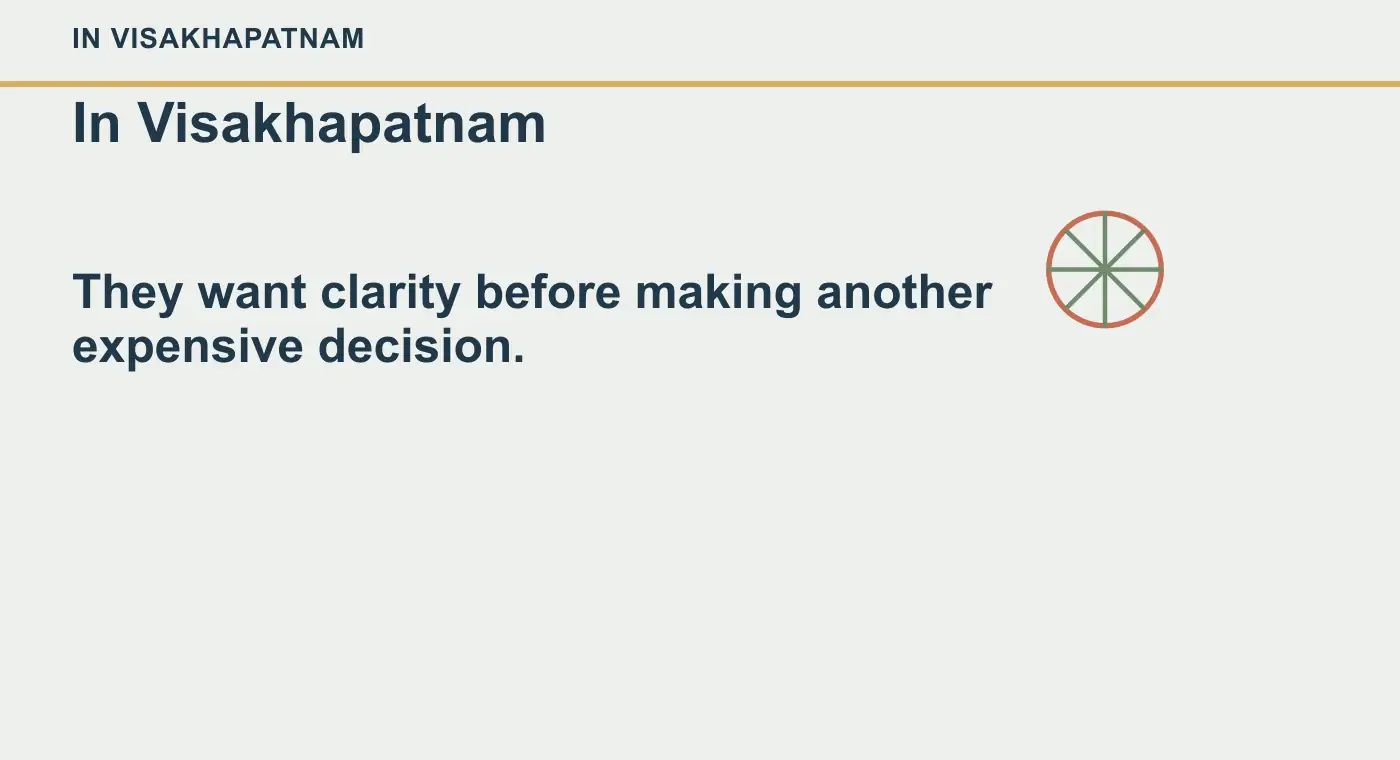 IN VISAKHAPATNAM
In Visakhapatnam
They want clarity before making another
expensive decision.